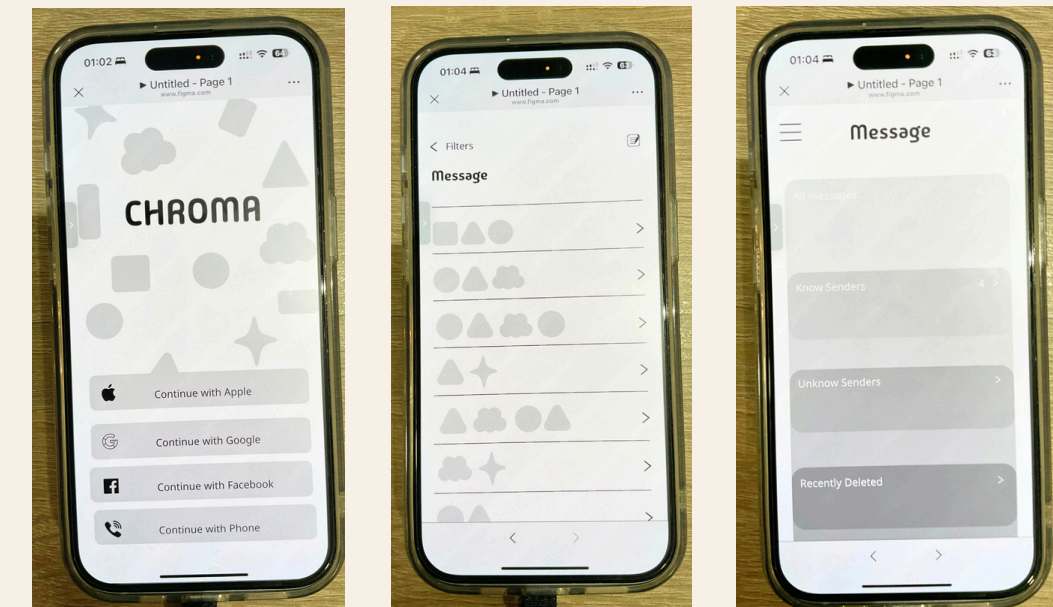 01:02
64
Untitled - Page 1
www.figma.com
CHROMA
Continue with Apple
Continue with Google
Continue with Facebook
Continue with Phone
01:04
Untitled - Page 1
www.figma.com
Filters
Message
01:04
Untitled - Page 1
www.figma.com
Message
All messages
Know Senders
4
Unknow Senders
Recently Deleted